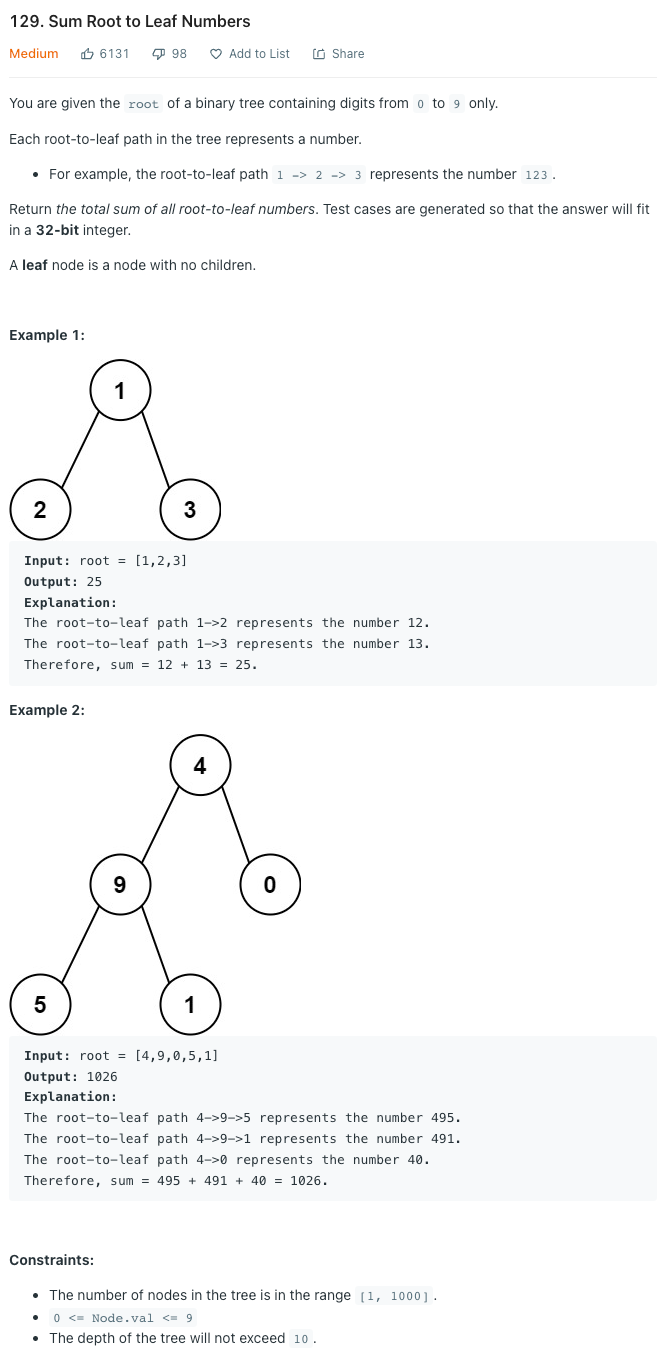 129. Sum Root to Leaf Numbers
Medium 6131 98 Add to List Share
You are given the root of a binary tree containing digits from 0 to 9 only.
Each root-to-leaf path in the tree represents a number.
• For example, the root-to-leaf path 1 -> 2 -> 3 represents the number 123.
Return the total sum of all root-to-leaf numbers. Test cases are generated so that the answer will fit
in a 32-bit integer.
A leaf node is a node with no children.
Example 1:
1
2 3
Input: root = [1,2,3]
Output: 25
Explanation:
The root-to-leaf path 1->2 represents the number 12.
The root-to-leaf path 1->3 represents the number 13.
Therefore, sum = 12 + 13 = 25.
Example 2:
4
9 0
5 1
Input: root = [4,9,0,5,1]
Output: 1026
Explanation:
The root-to-leaf path 4->9->5 represents the number 495.
The root-to-leaf path 4->9->1 represents the number 491.
The root-to-leaf path 4->0 represents the number 40.
Therefore, sum = 495 + 491 + 40 = 1026.
Constraints:
• The number of nodes in the tree is in the range [1, 1000].
• 0 <= Node.val <= 9
• The depth of the tree will not exceed 10.